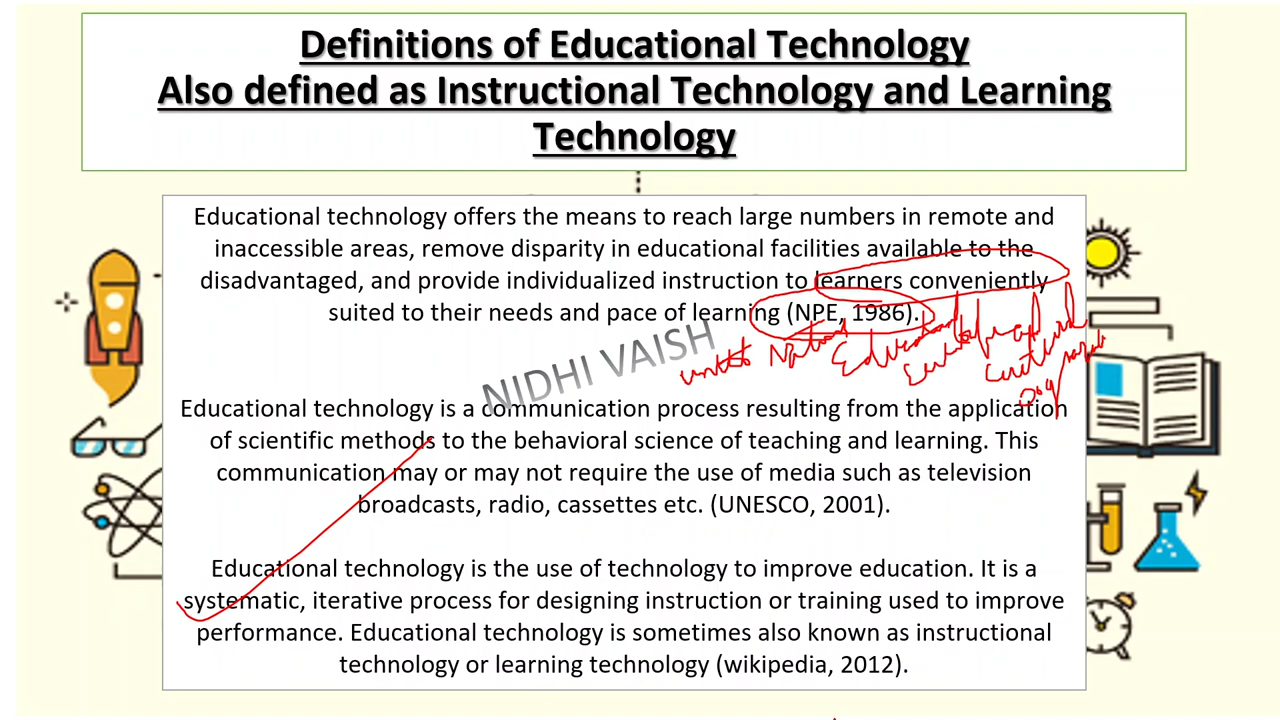 Definitions of Educational Technology
Also defined as Instructional Technology and Learning
Technology
Educational technology offers the means to reach large numbers in remote and
inaccessible areas, remove disparity in educational facilities available to the
disadvantaged, and provide individualized instruction to learners conveniently
suited to their needs and pace of learning (NPE, 1986).
NIDHI VAISH
Educational technology is a communication process resulting from the application
of scientific methods to the behavioral science of teaching and learning. This
communication may or may not require the use of media such as television
broadcasts, radio, cassettes etc. (UNESCO, 2001).
Educational technology is the use of technology to improve education. It is a
systematic, iterative process for designing instruction or training used to improve
performance. Educational technology is sometimes also known as instructional
technology or learning technology (wikipedia, 2012).